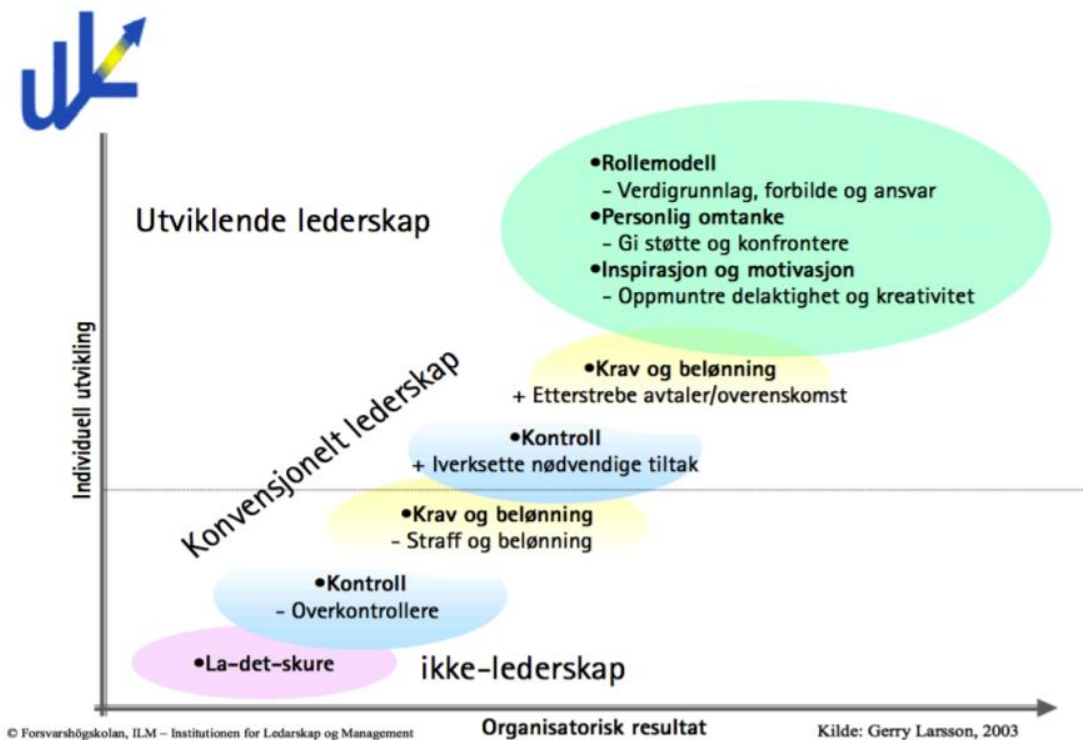 UL
•Rollemodell
- Verdigrunnlag, forbilde og ansvar
Utviklende lederskap
•Personlig omtanke
- Gi støtte og konfrontere
•Inspirasjon og motivasjon
- Oppmuntre delaktighet og kreativitet
Individuell utvikling
Konvensjonelt lederskap
•Krav og belønning
+ Etterstrebe avtaler/overenskomst
•Kontroll
+ Iverksette nødvendige tiltak
•Krav og belønning
- Straff og belønning
•Kontroll
- Overkontrollere
•La-det-skure
ikke-lederskap
Organisatorisk resultat
© Forsvarshögskolan, ILM – Institutionen for Ledarskap og Management
Kilde: Gerry Larsson, 2003